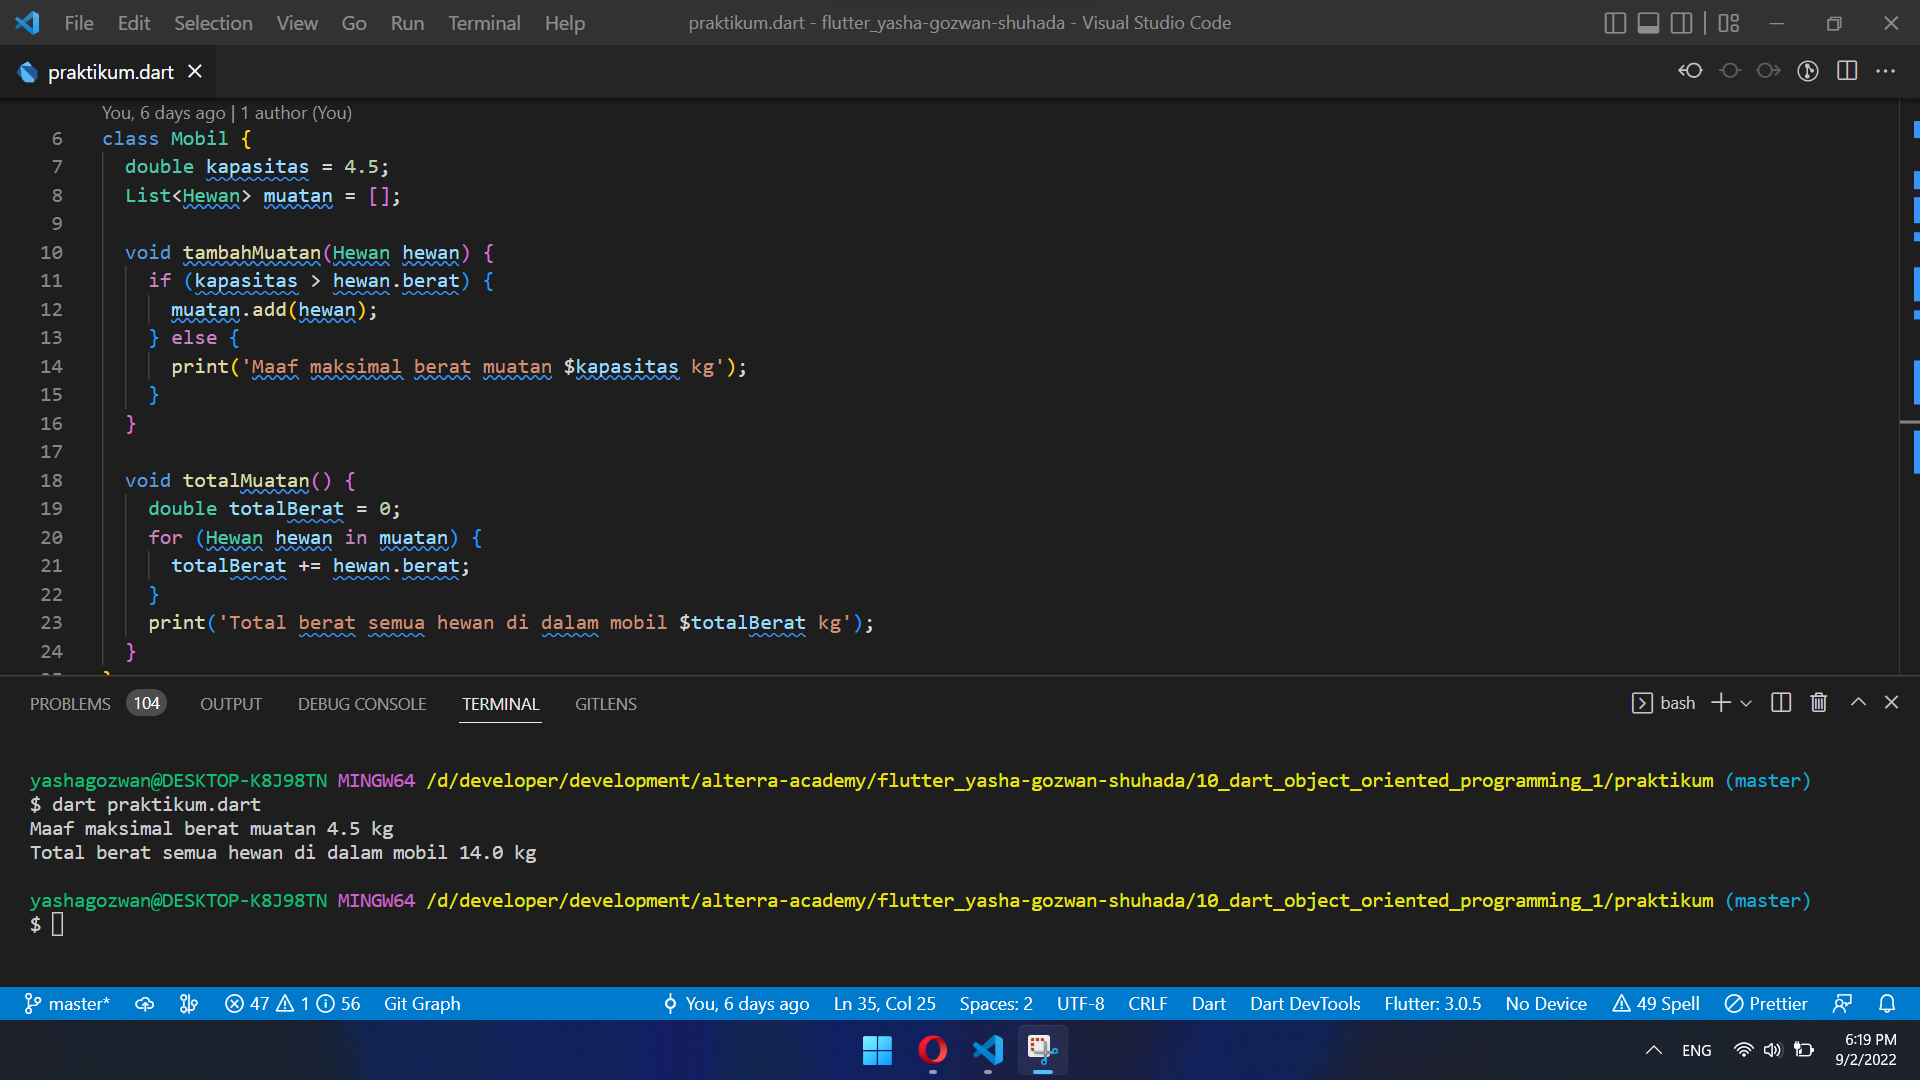 File Edit Selection View Go Run Terminal Help praktikum.dart - flutter_yasha-gozwan-shuhada - Visual Studio Code
praktikum.dart
You, 6 days ago | 1 author (You)
6 class Mobil {
7 double kapasitas = 4.5;
8 List<Hewan> muatan = [];
9
10 void tambahMuatan(Hewan hewan) {
11 if (kapasitas > hewan.berat) {
12 muatan.add(hewan);
13 } else {
14 print('Maaf maksimal berat muatan $kapasitas kg');
15 }
16 }
17
18 void totalMuatan() {
19 double totalBerat = 0;
20 for (Hewan hewan in muatan) {
21 totalBerat += hewan.berat;
22 }
23 print('Total berat semua hewan di dalam mobil $totalBerat kg');
24 }
PROBLEMS 104 OUTPUT DEBUG CONSOLE TERMINAL GITLENS bash
yashagozwan@DESKTOP-K8J98TN MINGW64 /d/developer/development/alterra-academy/flutter_yasha-gozwan-shuhada/10_dart_object_oriented_programming_1/praktikum (master)
$ dart praktikum.dart
Maaf maksimal berat muatan 4.5 kg
Total berat semua hewan di dalam mobil 14.0 kg
yashagozwan@DESKTOP-K8J98TN MINGW64 /d/developer/development/alterra-academy/flutter_yasha-gozwan-shuhada/10_dart_object_oriented_programming_1/praktikum (master)
$
master* 47 1 56 Git Graph You, 6 days ago Ln 35, Col 25 Spaces: 2 UTF-8 CRLF Dart Dart DevTools Flutter: 3.0.5 No Device 49 Spell Prettier
ENG 6:19 PM
9/2/2022